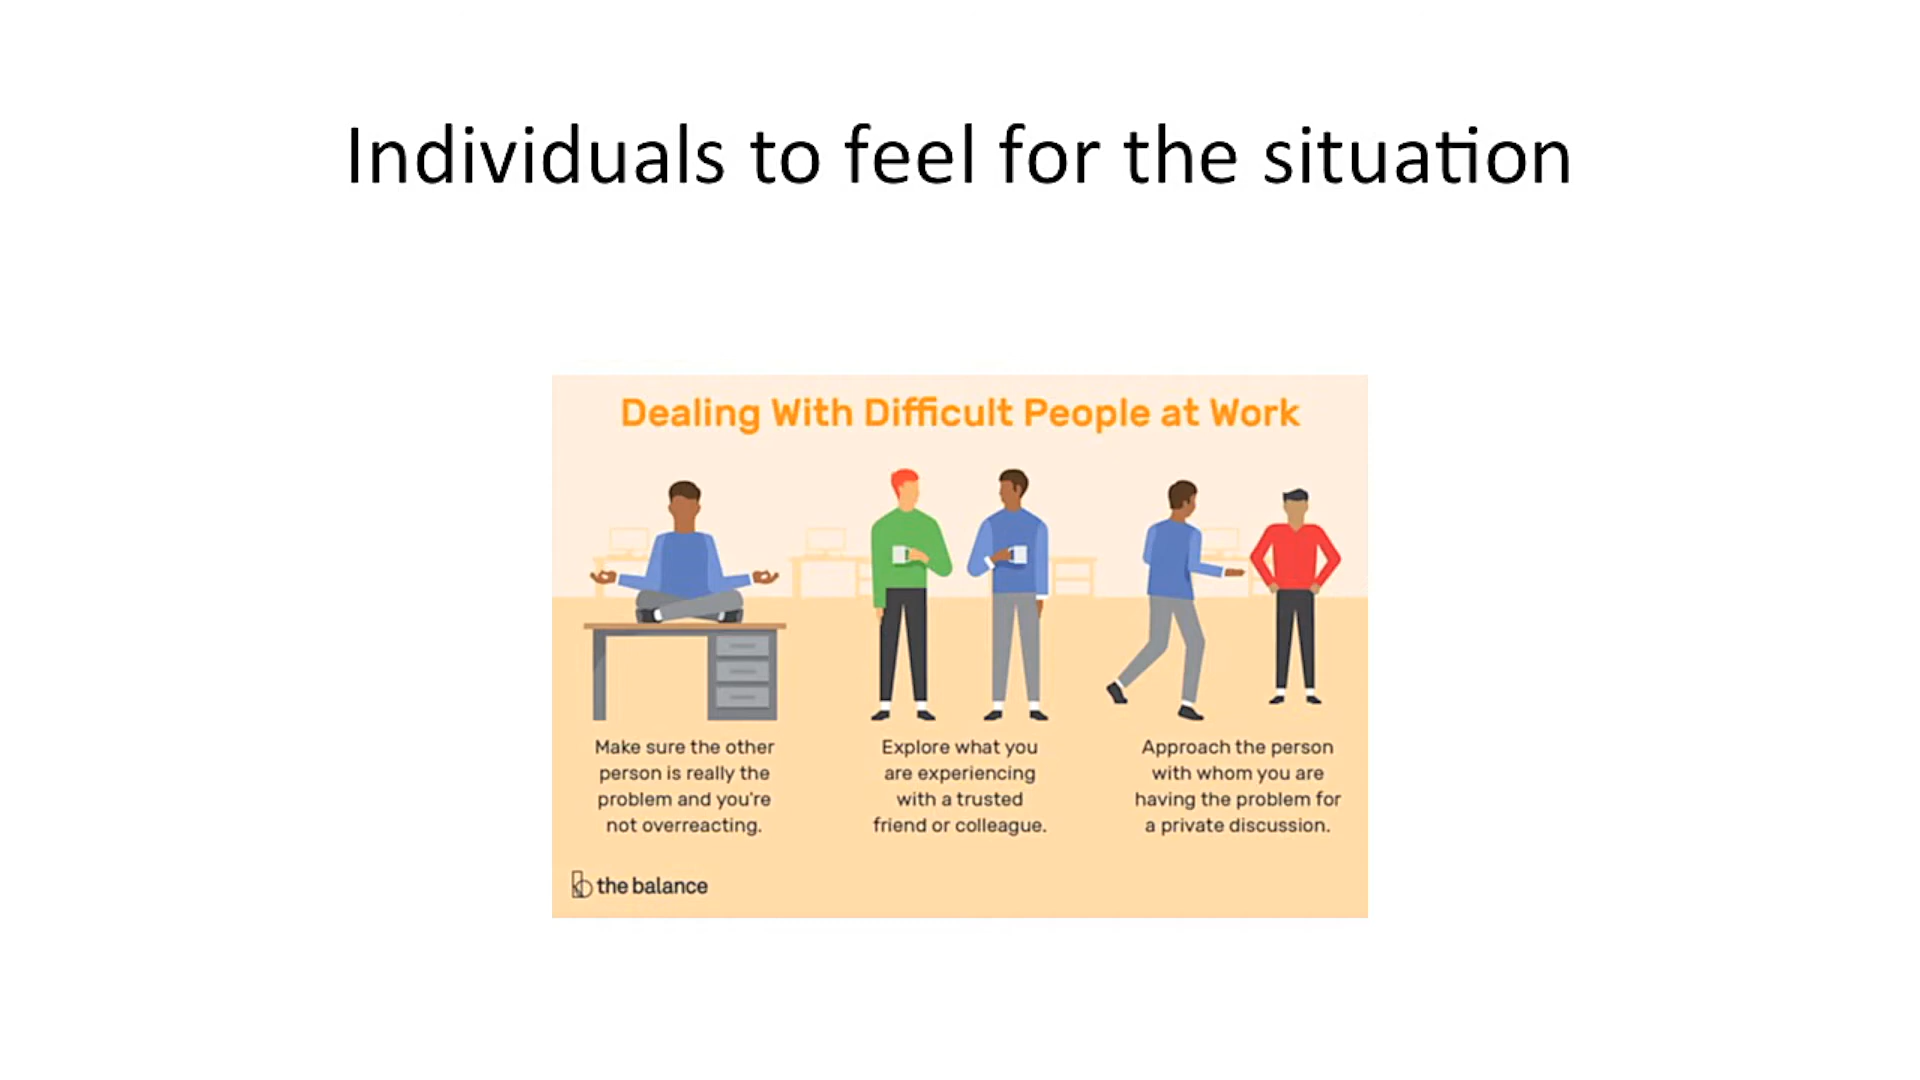 Individuals to feel for the situation
Dealing With Difficult People at Work
Make sure the other
person is really the
problem and you're
not overreacting.
Explore what you
are experiencing
with a trusted
friend or colleague.
Approach the person
with whom you are
having the problem for
a private discussion.
the balance